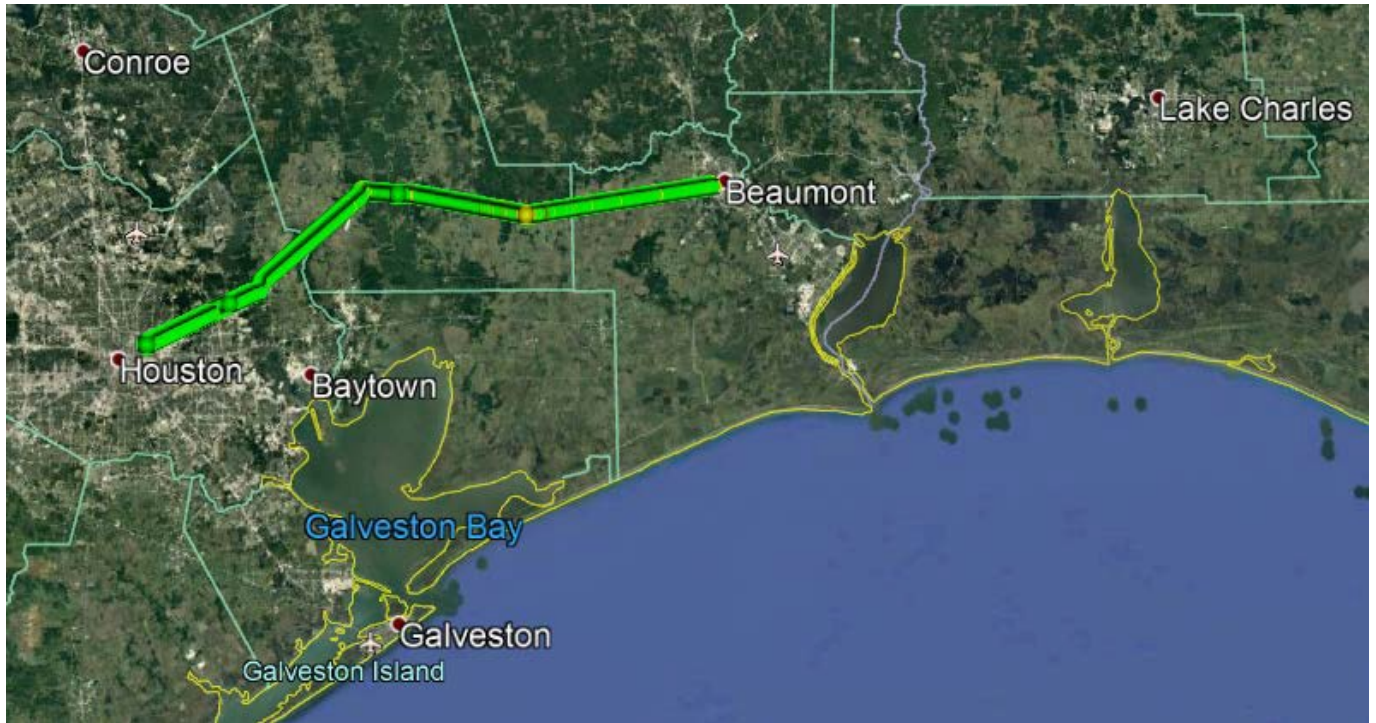 Conroe
Lake Charles
Beaumont
Houston
Baytown
Galveston Bay
Galveston
Galveston Island